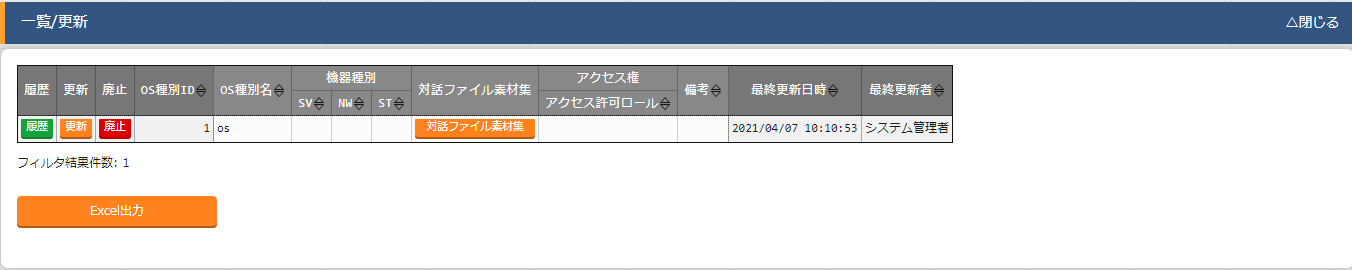 一覧/更新 △閉じる
履歴 更新 廃止 OS種別ID OS種別名 機器種別 対話ファイル素材集 アクセス権 備考 最終更新日時 最終更新者
SV NW ST アクセス許可ロール
履歴 更新 廃止 1 os 対話ファイル素材集 2021/04/07 10:10:53 システム管理者
フィルタ結果件数: 1
Excel出力